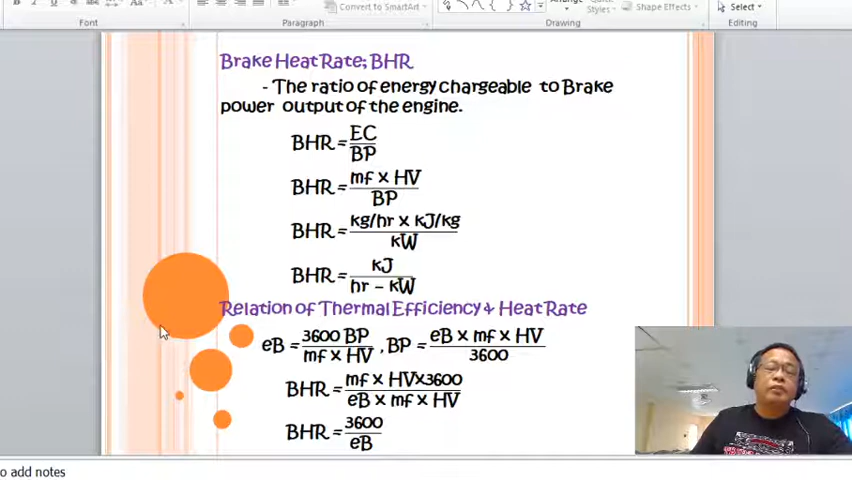 Font
Paragraph
Convert to SmartArt
Quick
Styles
Shape Effects
Drawing
Select
Editing
Brake Heat Rate; BHR
- The ratio of energy chargeable to Brake
power output of the engine.
BHR = EC / BP
BHR = mf x HV / BP
BHR = kg/hr x kJ/kg / kW
BHR = kJ / hr - kW
Relation of Thermal Efficiency & Heat Rate
eB = 3600 BP / mf x HV , BP = eB x mf x HV / 3600
BHR = mf x HVx3600 / eB x mf x HV
BHR = 3600 / eB
o add notes